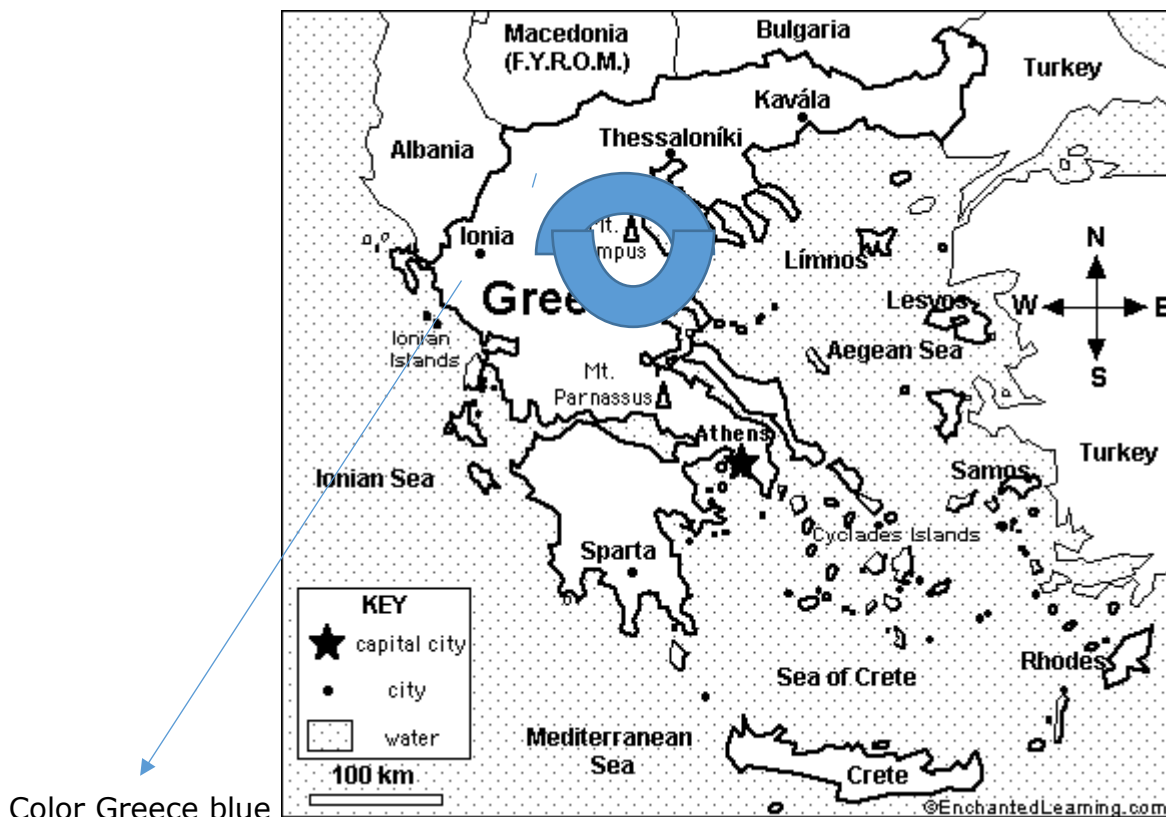 Macedonia
(F.Y.R.O.M.)
Bulgaria
Turkey
Kavála
Thessaloníki
Albania
Ionia
Límnos
N
Lesvos
W
E
Ionian
Islands
Aegean Sea
S
Mt.
Parnassus
Athens
Turkey
Ionian Sea
Samos
Cyclades Islands
Sparta
KEY
capital city
city
water
Rhodes
Sea of Crete
Mediterranean
Sea
100 km
Crete
Color Greece blue
©EnchantedLearning.com